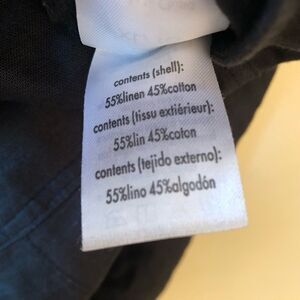 contents (shell):
55%linen 45%cotton
contents (tissu extiérieur):
55%lin 45%coton
contents (tejido externo):
55%lino 45%algodón